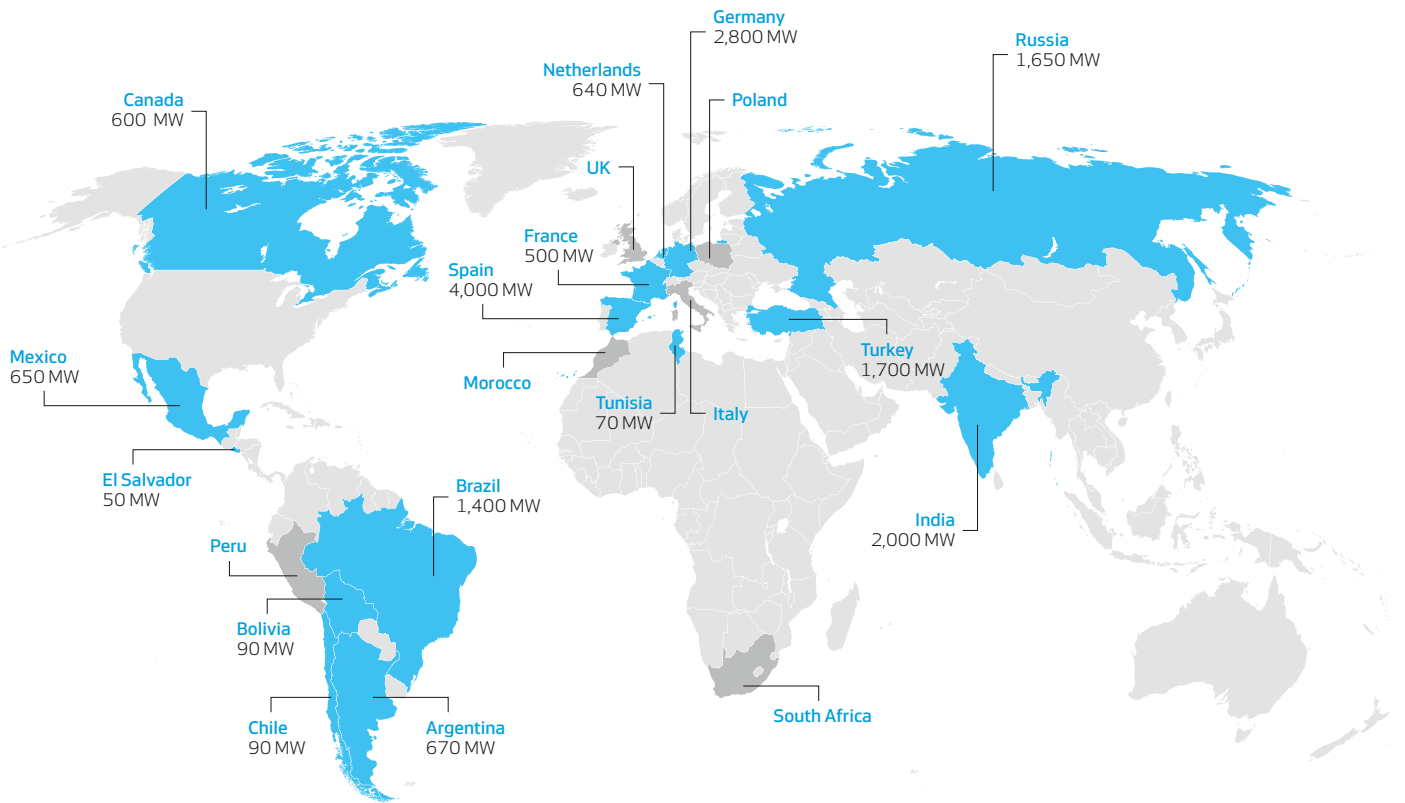 Germany
2,800 MW
Russia
1,650 MW
Netherlands
640 MW
Poland
Canada
600 MW
UK
France
500 MW
Spain
4,000 MW
Mexico
650 MW
Turkey
1,700 MW
Morocco
Tunisia
70 MW
Italy
El Salvador
50 MW
Brazil
1,400 MW
India
2,000 MW
Peru
Bolivia
90 MW
South Africa
Chile
90 MW
Argentina
670 MW